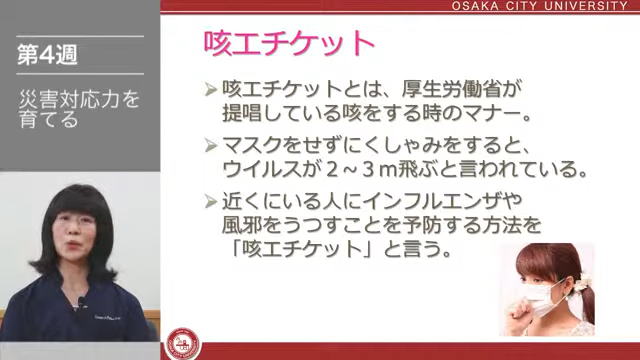 OSAKA CITY UNIVERSITY
第4週
災害対応力を
育てる
咳エチケット
咳エチケットとは、厚生労働省が
提唱している咳をする時のマナー。
マスクをせずにくしゃみをすると、
ウイルスが2~3m飛ぶと言われている。
近くにいる人にインフルエンザや
風邪をうつすことを予防する方法を
「咳エチケット」と言う。